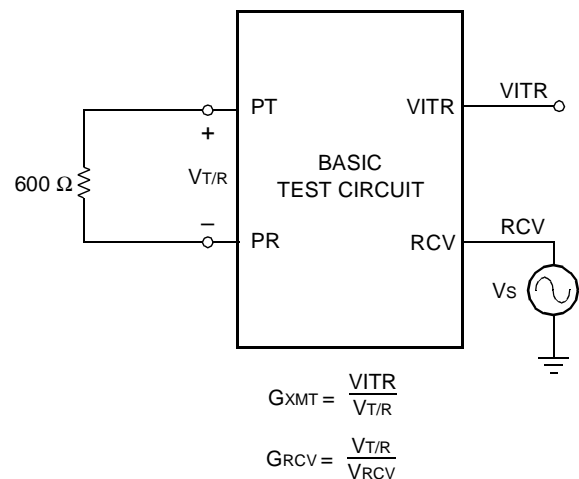 VITR
PT
VITR
+
BASIC
TEST CIRCUIT
600 Ω
VT/R
–
PR
RCV
RCV
VS
GXMT = VITR / VT/R
GRCV = VT/R / VRCV